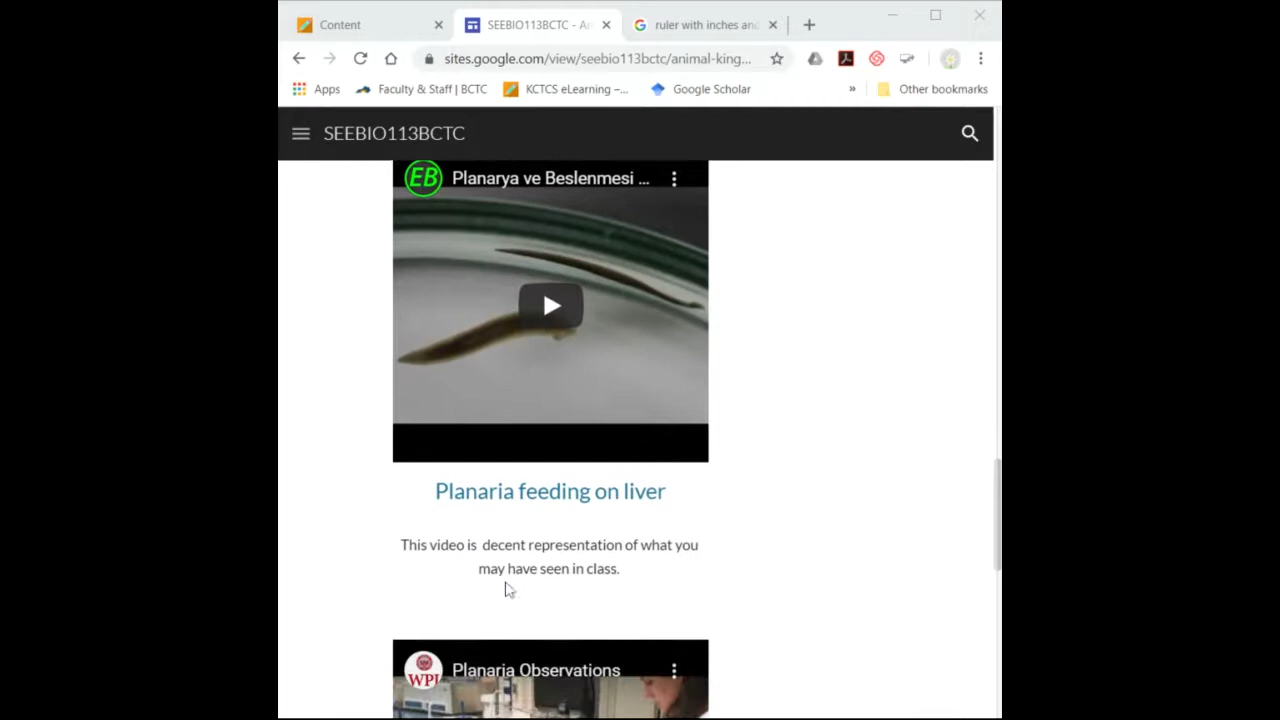 Content
SEEBIO113BCTC - An
ruler with inches and
sites.google.com/view/seebio113bctc/animal-king...
Apps
Faculty & Staff | BCTC
KCTCS eLearning –...
Google Scholar
»
Other bookmarks
SEEBIO113BCTC
EB
Planarya ve Beslenmesi ...
Planaria feeding on liver
This video is decent representation of what you
may have seen in class.
WPI
Planaria Observations